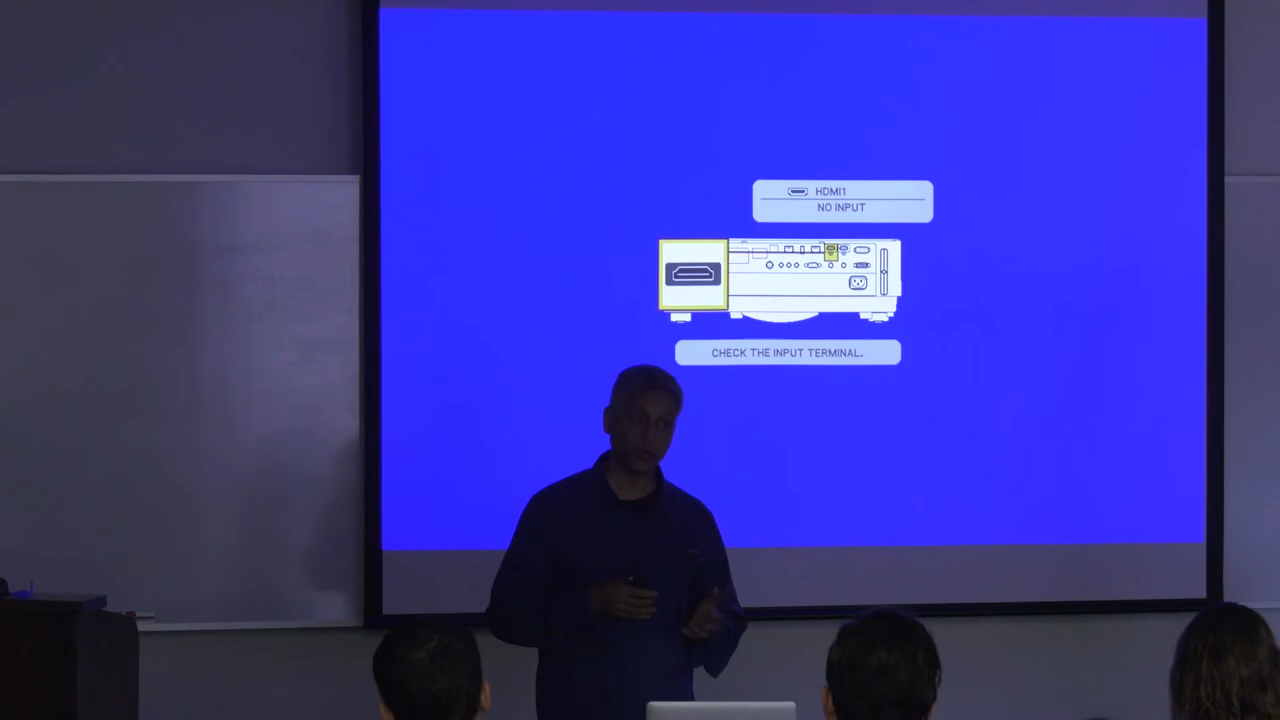 HDMI1
NO INPUT
CHECK THE INPUT TERMINAL.